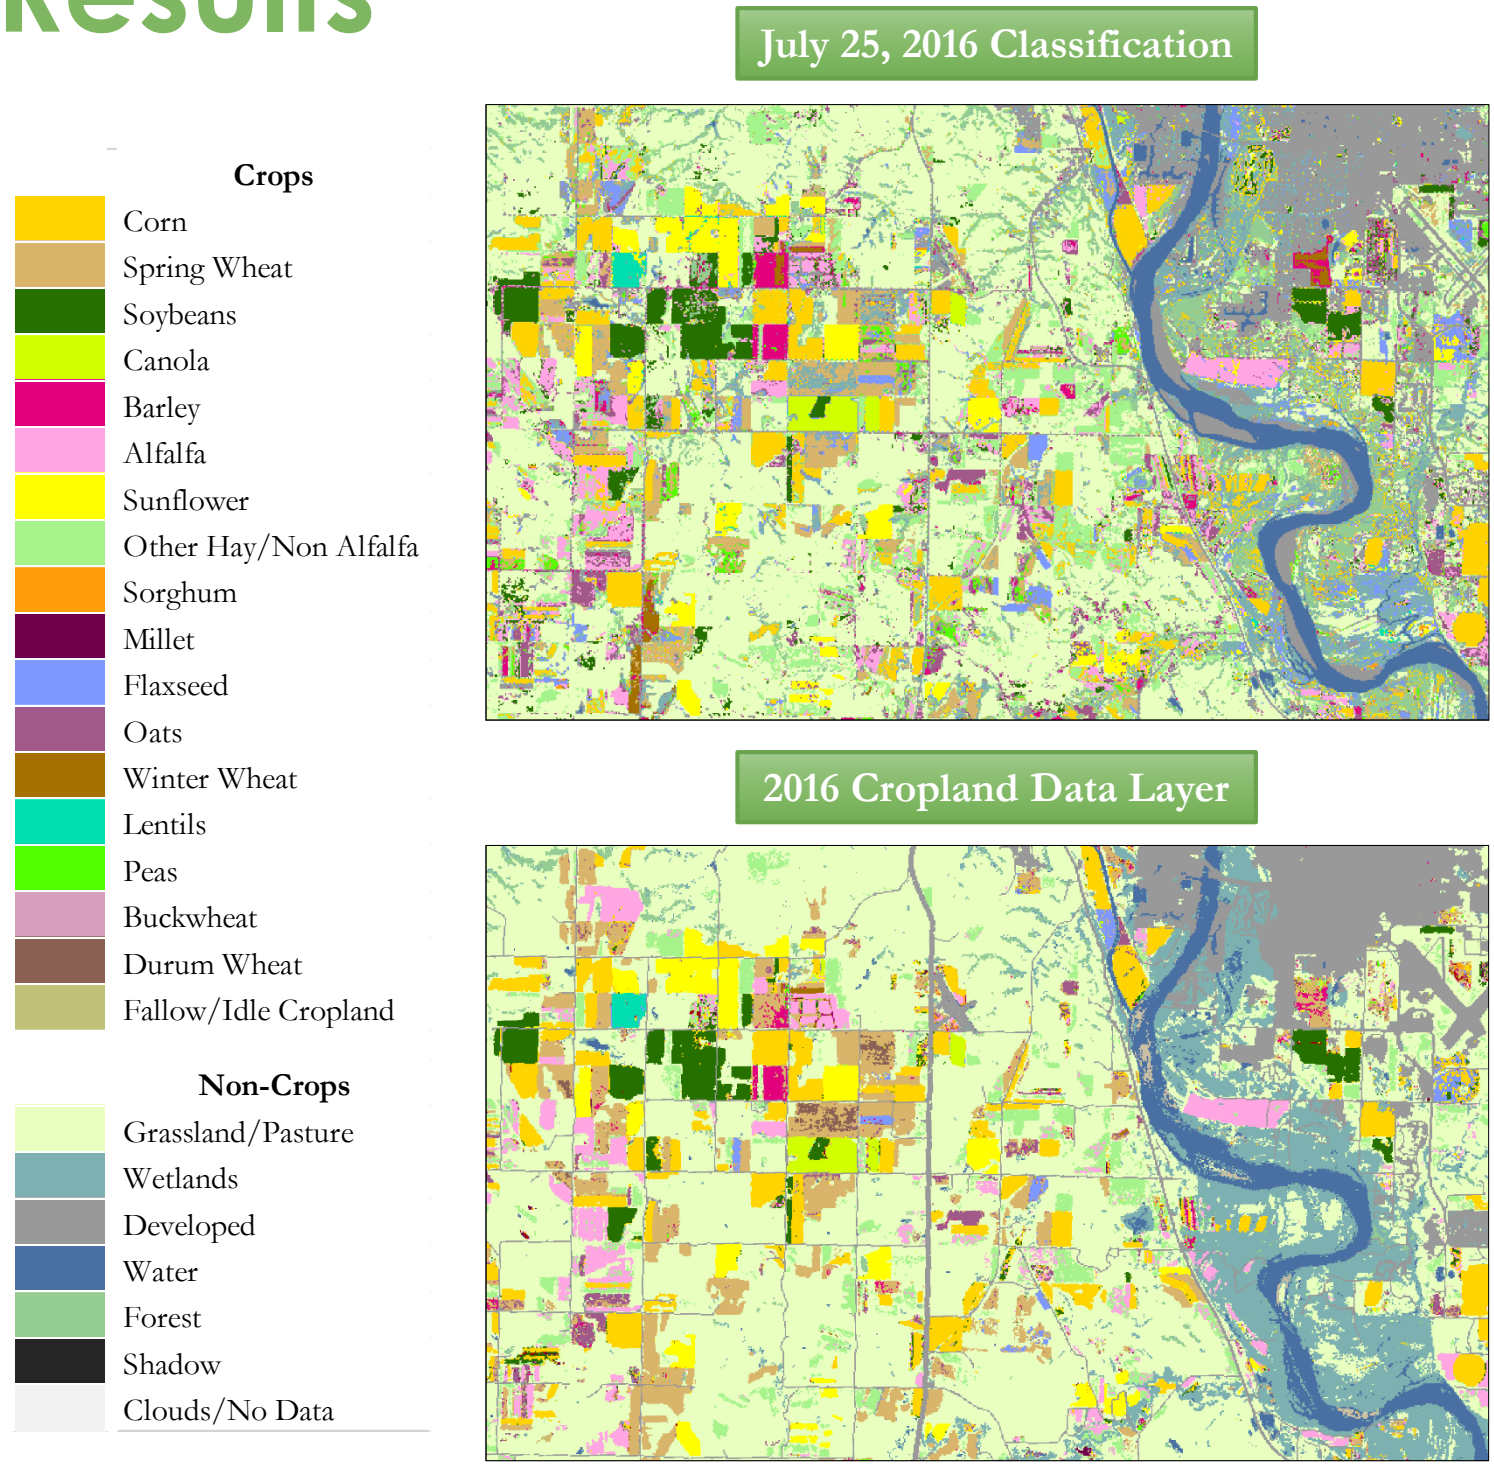 Results
July 25, 2016 Classification
Crops
Corn
Spring Wheat
Soybeans
Canola
Barley
Alfalfa
Sunflower
Other Hay/Non Alfalfa
Sorghum
Millet
Flaxseed
Oats
Winter Wheat
Lentils
Peas
Buckwheat
Durum Wheat
Fallow/Idle Cropland
Non-Crops
Grassland/Pasture
Wetlands
Developed
Water
Forest
Shadow
Clouds/No Data
2016 Cropland Data Layer